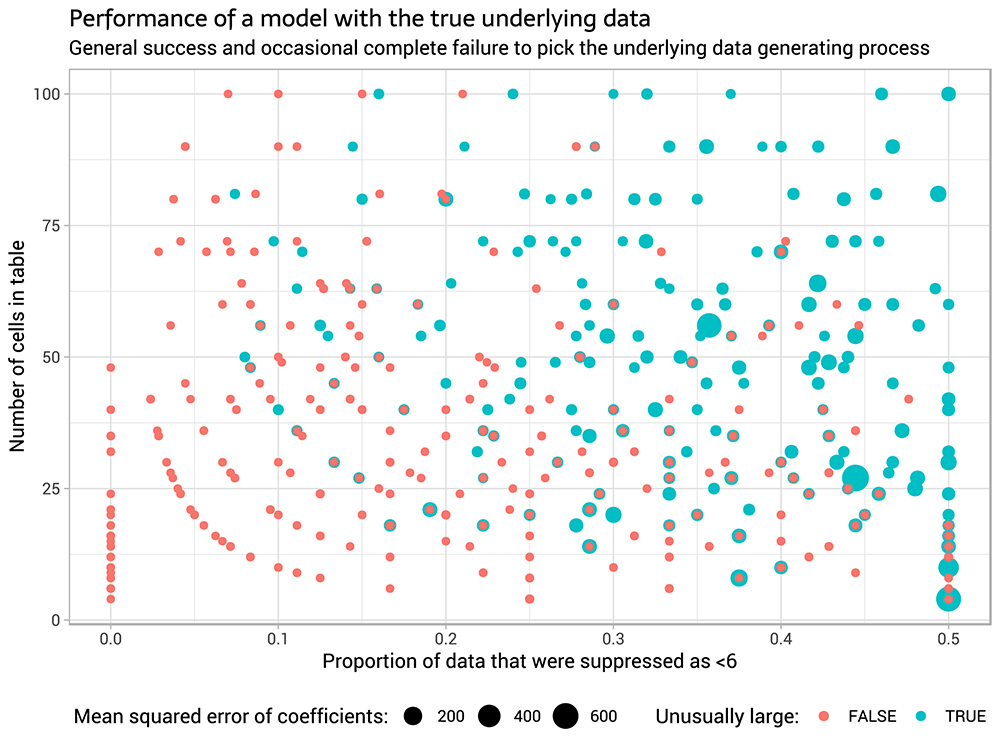 Performance of a model with the true underlying data
General success and occasional complete failure to pick the underlying data generating process
Number of cells in table
100
75
50
25
0
0.0 0.1 0.2 0.3 0.4 0.5
Proportion of data that were suppressed as <6
Mean squared error of coefficients: 200 400 600 Unusually large: FALSE TRUE